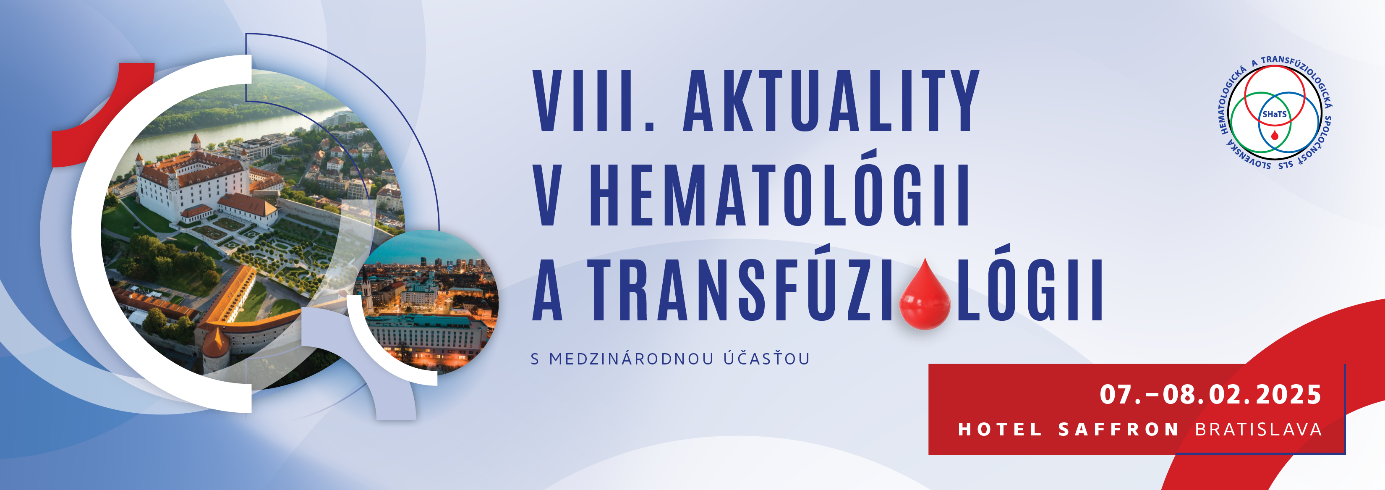 VIII. AKTUALITY
V HEMATOLÓGII
A TRANSFÚZIOLÓGII
S MEDZINÁRODNOU ÚČASŤOU
SLOVENSKÁ HEMATOLOGICKÁ A TRANSFÚZIOLOGICKÁ SPOLOČNOSŤ SLS
SHaTS
07.–08.02.2025
HOTEL SAFFRON BRATISLAVA